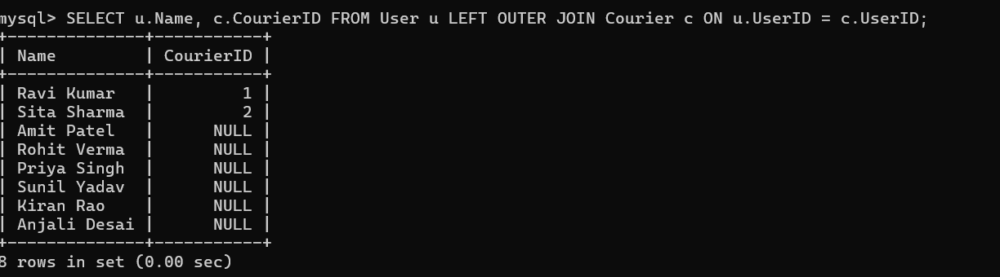 mysql> SELECT u.Name, c.CourierID FROM User u LEFT OUTER JOIN Courier c ON u.UserID = c.UserID;
+--------------+-----------+
| Name         | CourierID |
+--------------+-----------+
| Ravi Kumar   |         1 |
| Sita Sharma  |         2 |
| Amit Patel   |      NULL |
| Rohit Verma  |      NULL |
| Priya Singh  |      NULL |
| Sunil Yadav  |      NULL |
| Kiran Rao    |      NULL |
| Anjali Desai |      NULL |
+--------------+-----------+
8 rows in set (0.00 sec)